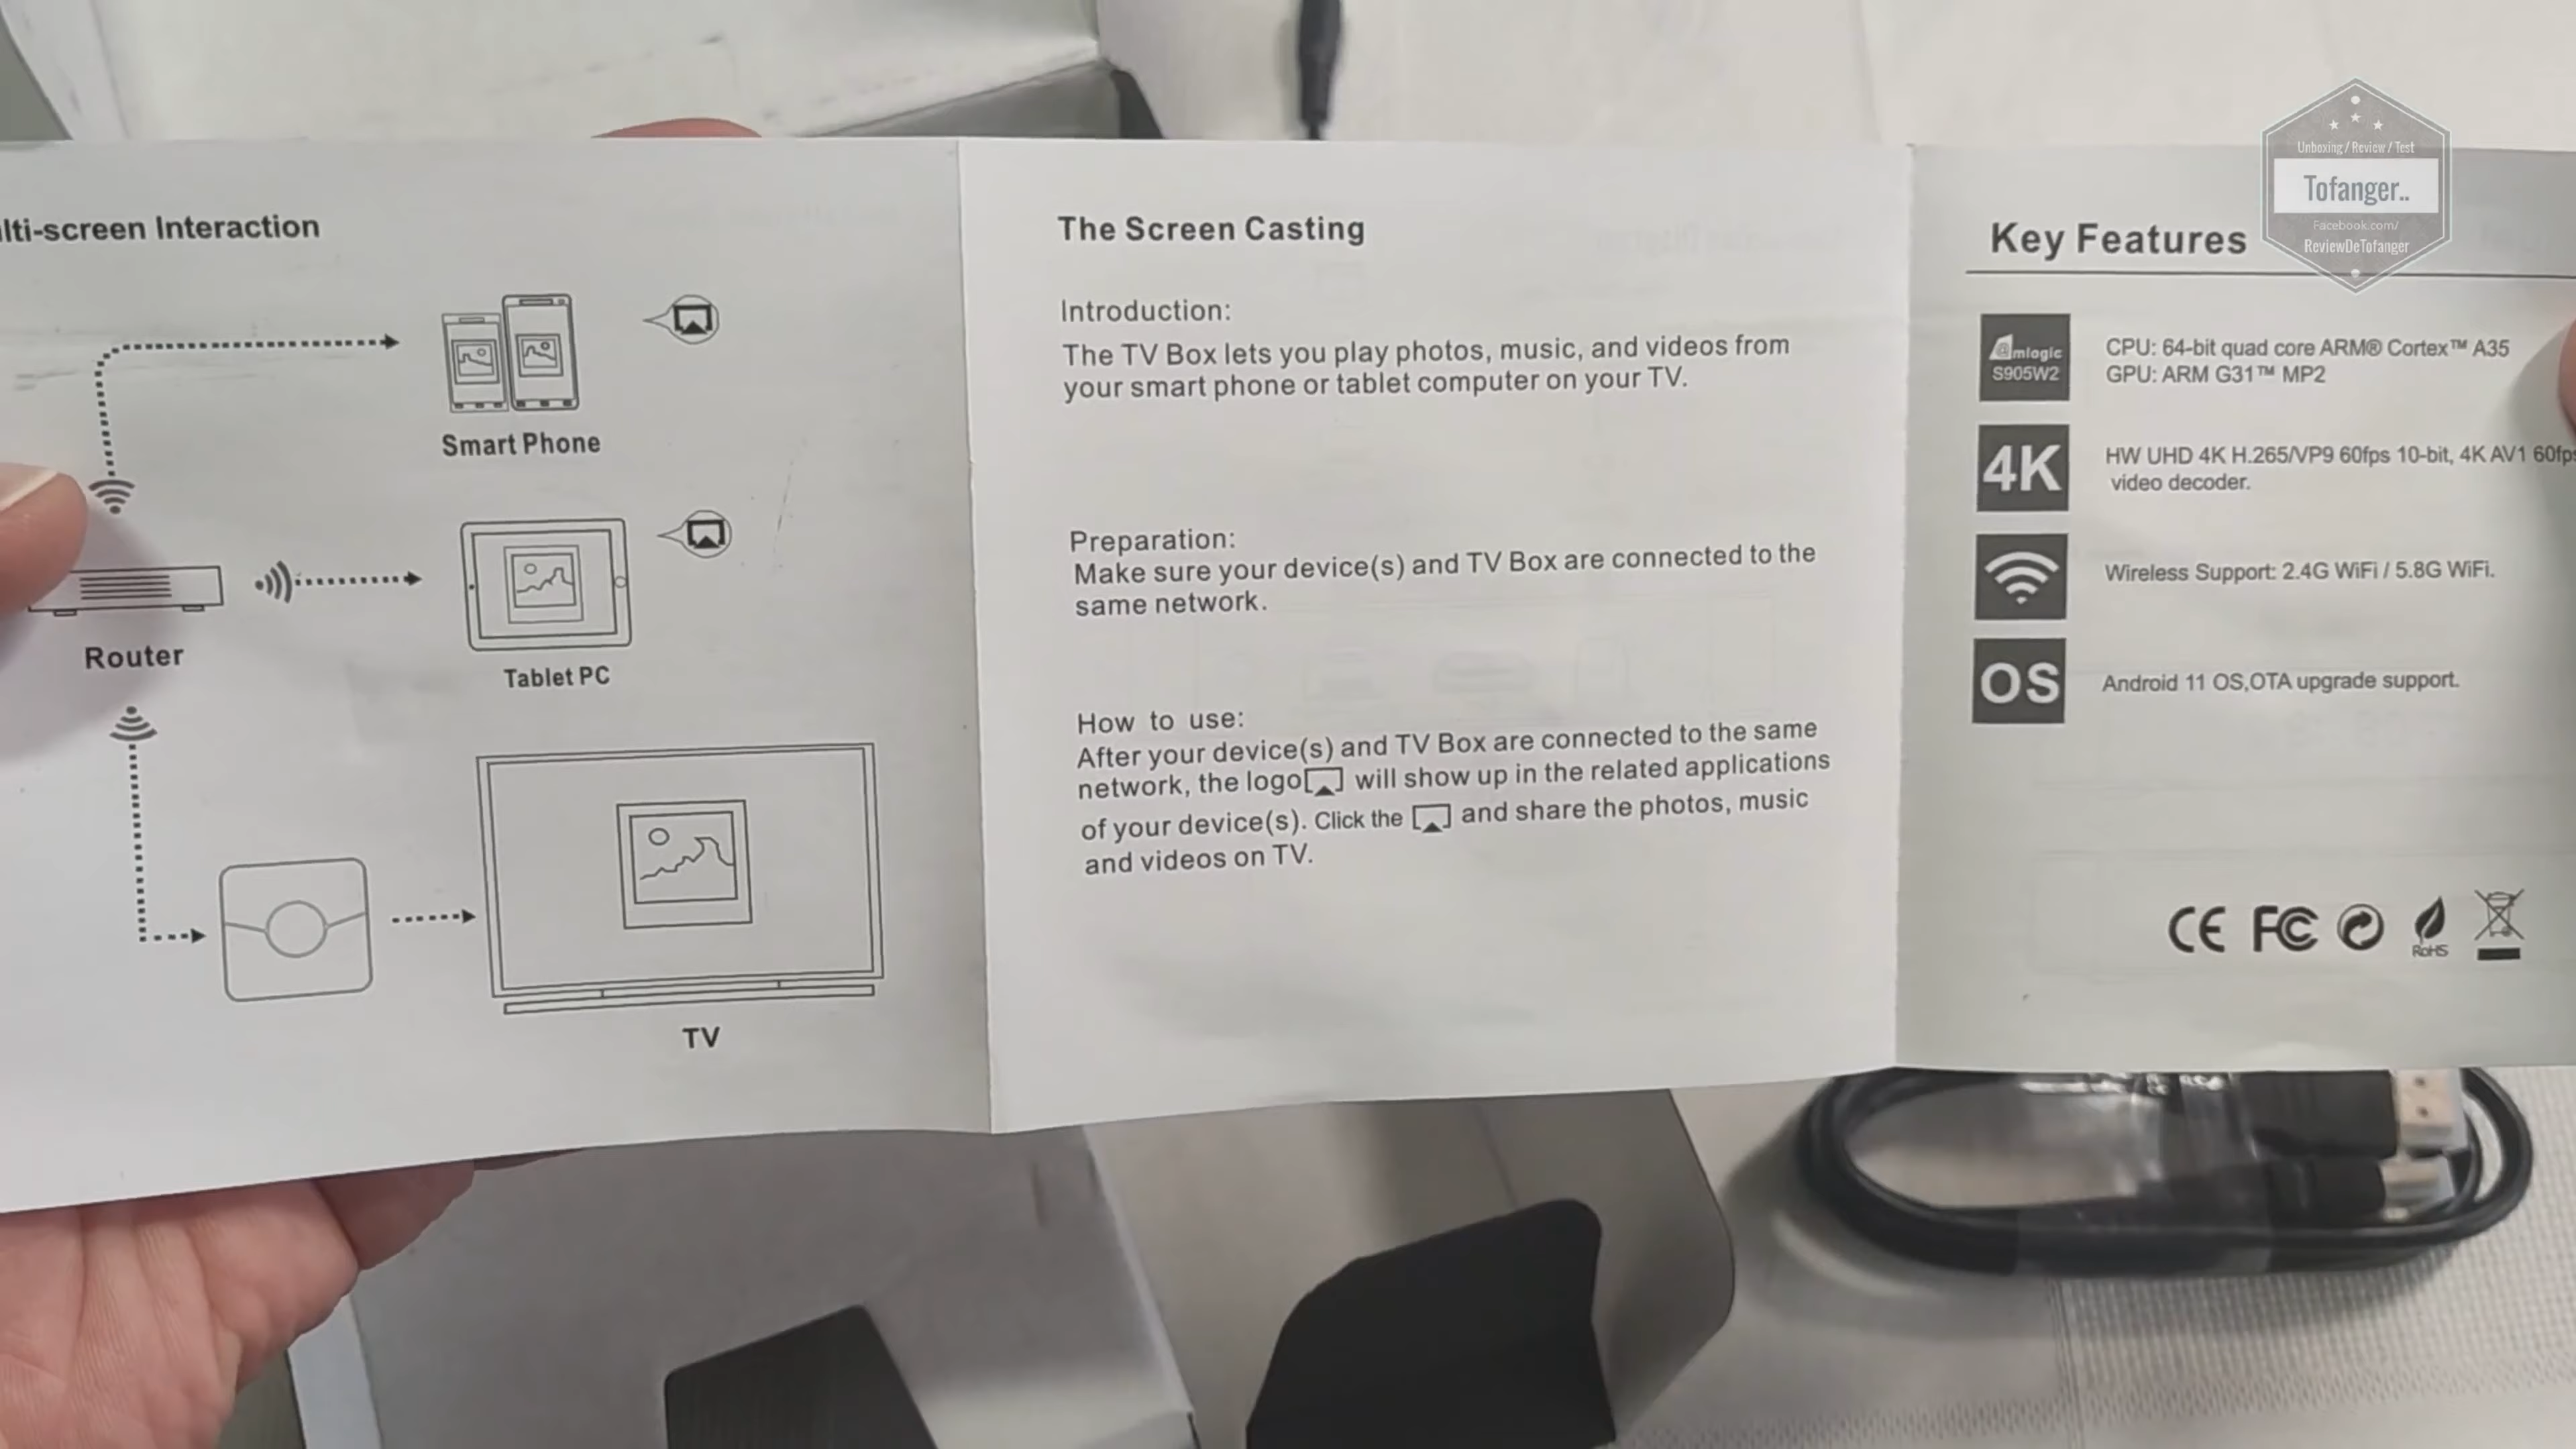 lti-screen Interaction
Smart Phone
Router
Tablet PC
TV
The Screen Casting
Introduction:
The TV Box lets you play photos, music, and videos from
your smart phone or tablet computer on your TV.
Preparation:
Make sure your device(s) and TV Box are connected to the
same network.
How to use:
After your device(s) and TV Box are connected to the same
network, the logo will show up in the related applications
of your device(s). Click the and share the photos, music
and videos on TV.
Key Features
amlogic
S905W2
CPU: 64-bit quad core ARM® Cortex™ A35
GPU: ARM G31™ MP2
4K
HW UHD 4K H.265/VP9 60fps 10-bit, 4K AV1 60fps
video decoder.
Wireless Support: 2.4G WiFi / 5.8G WiFi.
OS
Android 11 OS,OTA upgrade support.
CE FC
RoHS
Unboxing / Review / Test
Tofanger..
Facebook.com/
ReviewDeTofanger